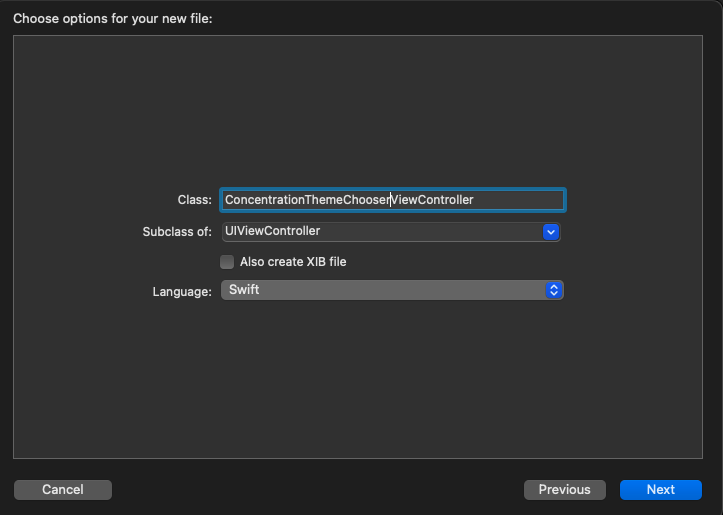 Choose options for your new file:
Class: ConcentrationThemeChooserViewController
Subclass of: UIViewController
Also create XIB file
Language: Swift
Cancel Previous Next